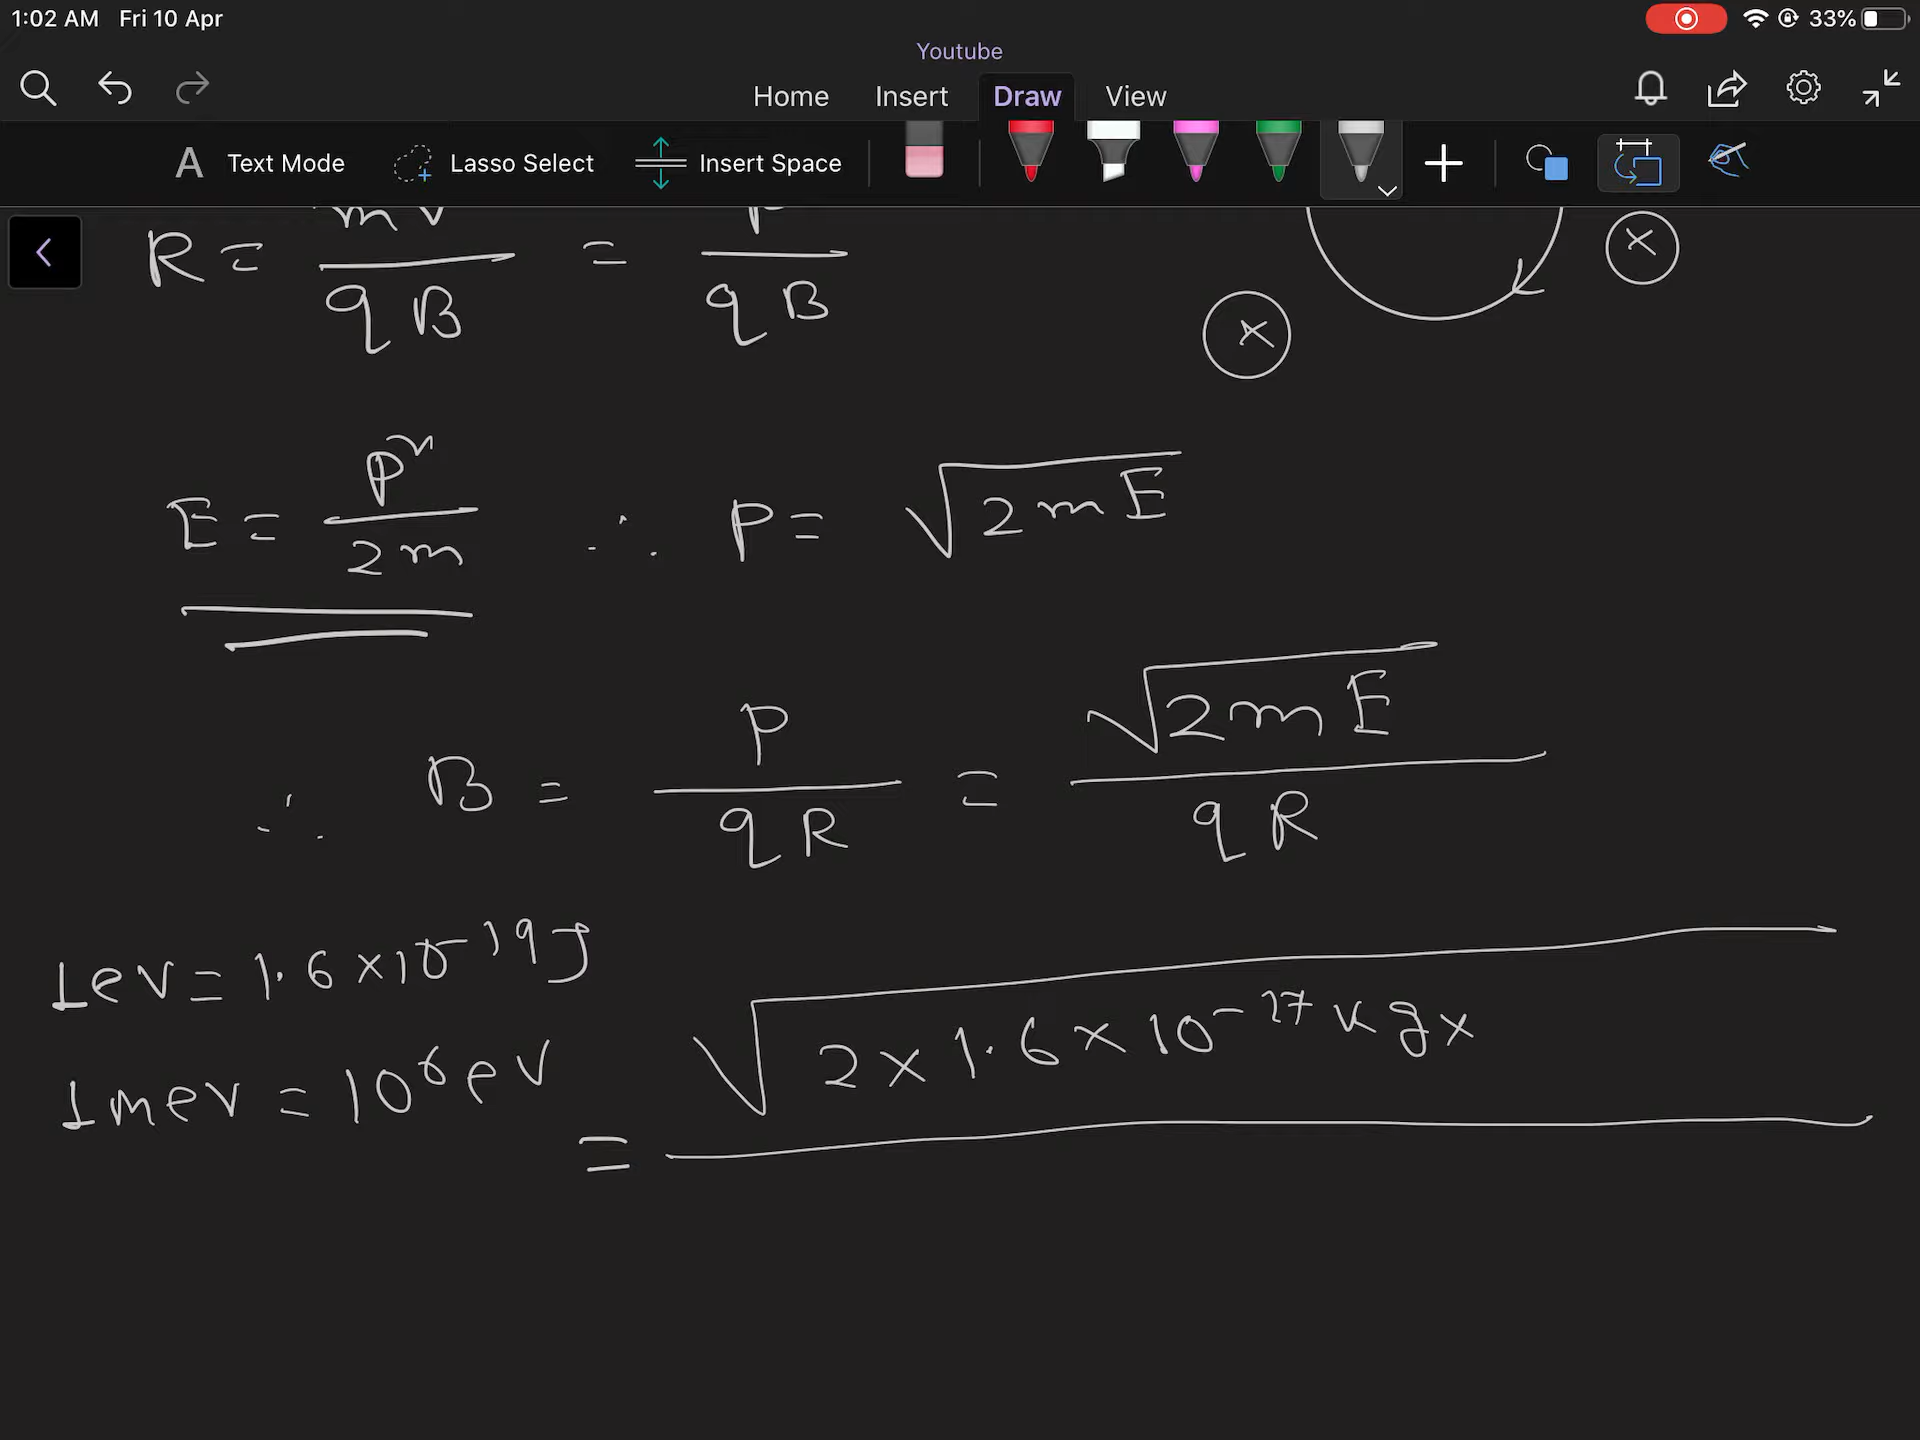 1:02 AM Fri 10 Apr 33%
Youtube
Home Insert Draw View
A Text Mode Lasso Select Insert Space
R = mv / qB = P / qB
E = P² / 2m ∴ P = √2mE
∴ B = P / qR = √2mE / qR
1ev = 1.6 × 10⁻¹⁹J
1mev = 10⁶ev
= √2 × 1.6 × 10⁻²⁷ kg ×